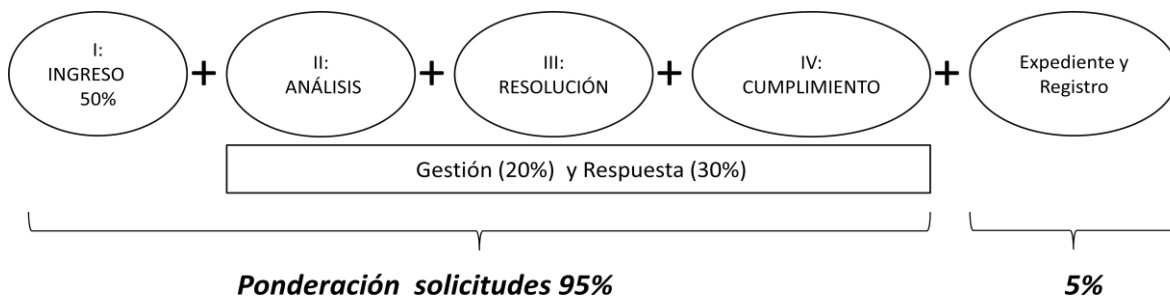 I:
INGRESO
50%
+
II:
ANÁLISIS
+
III:
RESOLUCIÓN
+
IV:
CUMPLIMIENTO
+
Expediente y
Registro
Gestión (20%) y Respuesta (30%)
Ponderación solicitudes 95%
5%